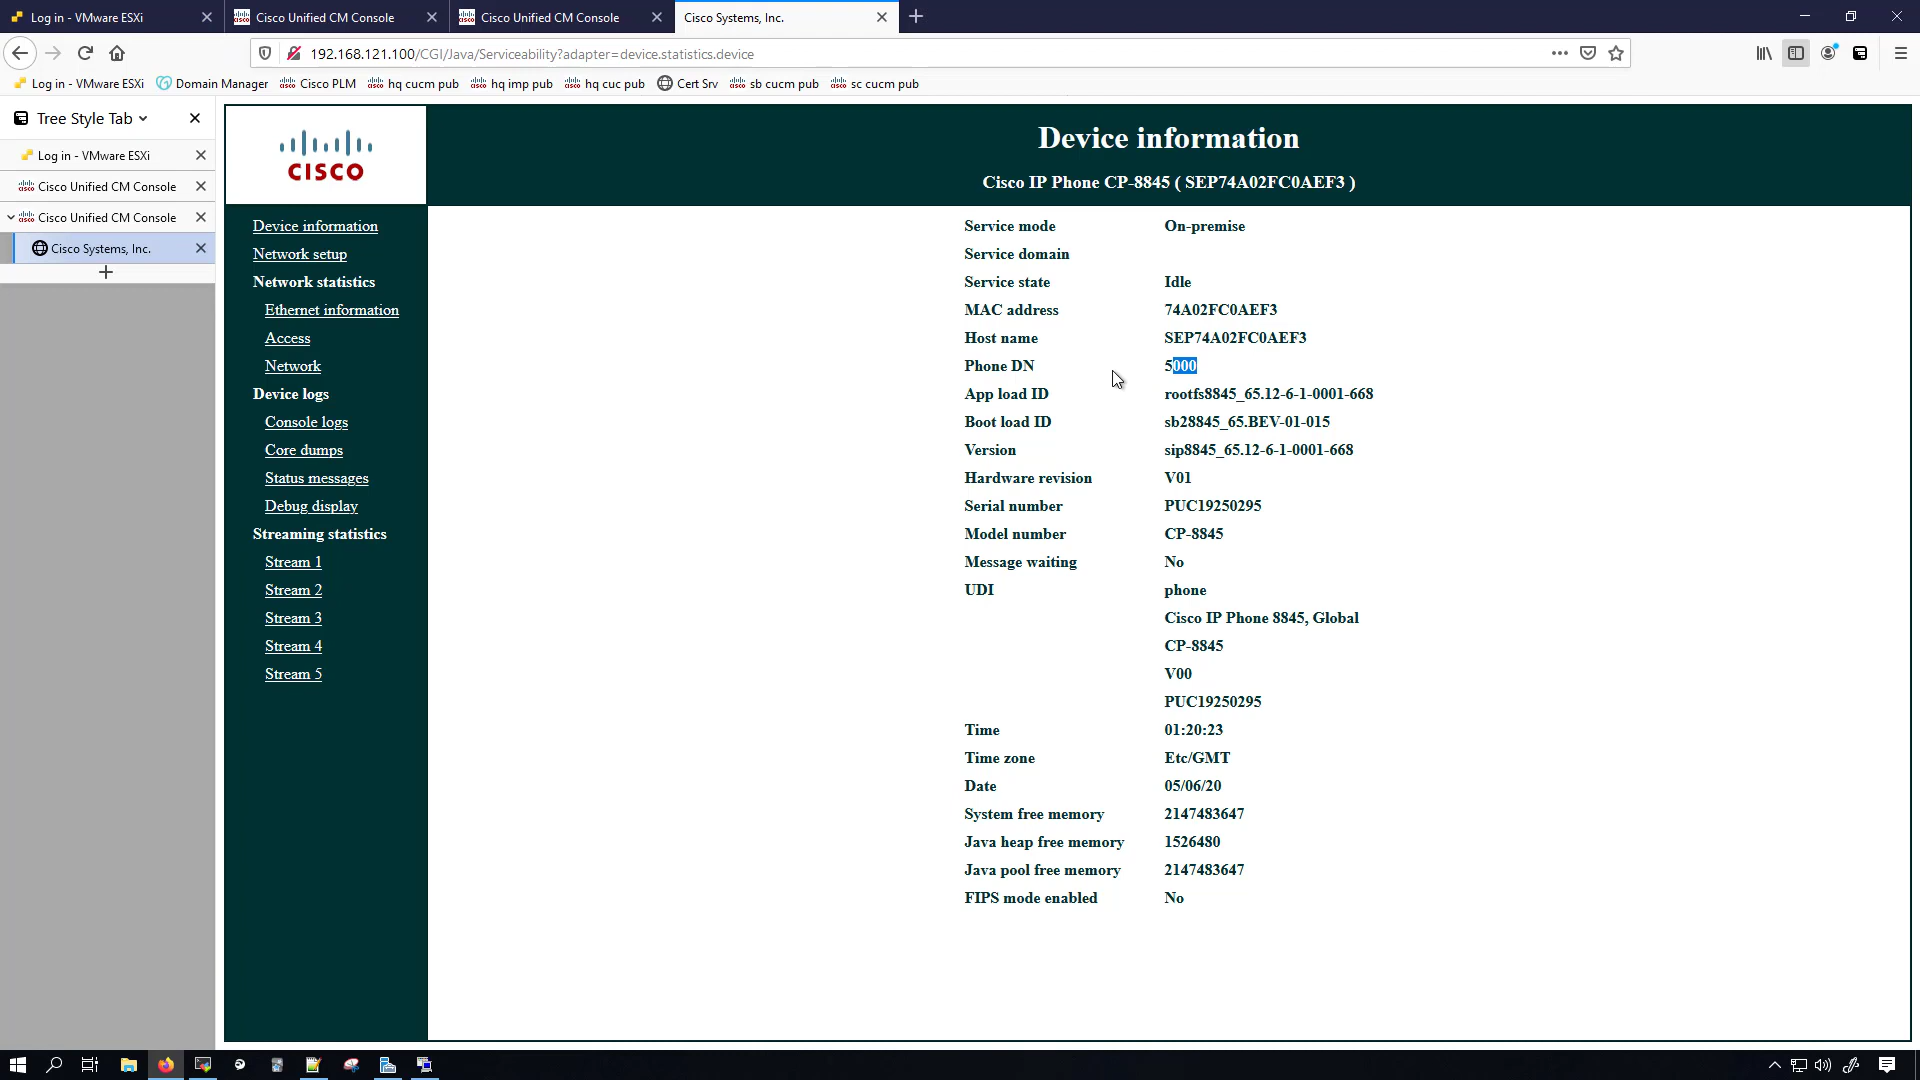 Log in - VMware ESXi
Cisco Unified CM Console
Cisco Unified CM Console
Cisco Systems, Inc.
192.168.121.100/CGI/Java/Serviceability?adapter=device.statistics.device
Log in - VMware ESXi
Domain Manager
Cisco PLM
hq cucm pub
hq imp pub
hq cuc pub
Cert Srv
sb cucm pub
sc cucm pub
Tree Style Tab
Log in - VMware ESXi
Cisco Unified CM Console
Cisco Unified CM Console
Cisco Systems, Inc.
CISCO
Device information
Cisco IP Phone CP-8845 ( SEP74A02FC0AEF3 )
Device information
Network setup
Network statistics
Ethernet information
Access
Network
Device logs
Console logs
Core dumps
Status messages
Debug display
Streaming statistics
Stream 1
Stream 2
Stream 3
Stream 4
Stream 5
Service mode On-premise
Service domain
Service state Idle
MAC address 74A02FC0AEF3
Host name SEP74A02FC0AEF3
Phone DN 5000
App load ID rootfs8845_65.12-6-1-0001-668
Boot load ID sb28845_65.BEV-01-015
Version sip8845_65.12-6-1-0001-668
Hardware revision V01
Serial number PUC19250295
Model number CP-8845
Message waiting No
UDI phone
Cisco IP Phone 8845, Global
CP-8845
V00
PUC19250295
Time 01:20:23
Time zone Etc/GMT
Date 05/06/20
System free memory 2147483647
Java heap free memory 1526480
Java pool free memory 2147483647
FIPS mode enabled No